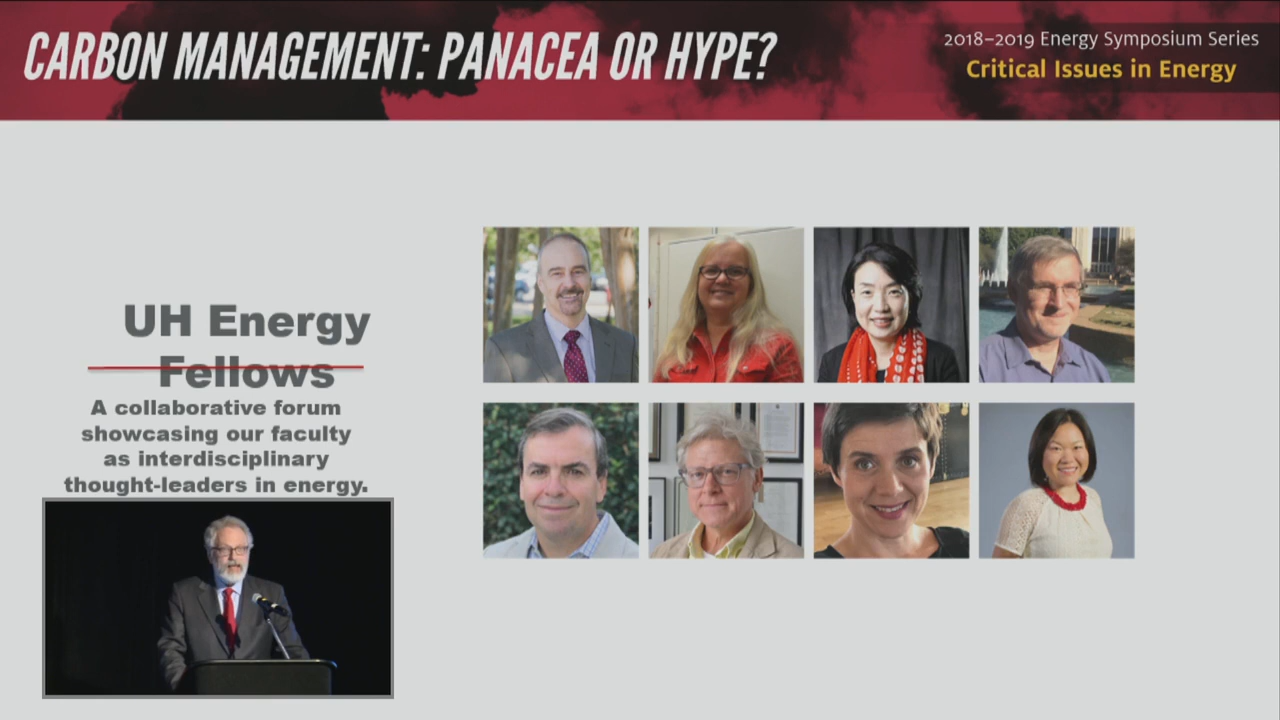 CARBON MANAGEMENT: PANACEA OR HYPE?
2018–2019 Energy Symposium Series
Critical Issues in Energy
UH Energy
Fellows
A collaborative forum
showcasing our faculty
as interdisciplinary
thought-leaders in energy.